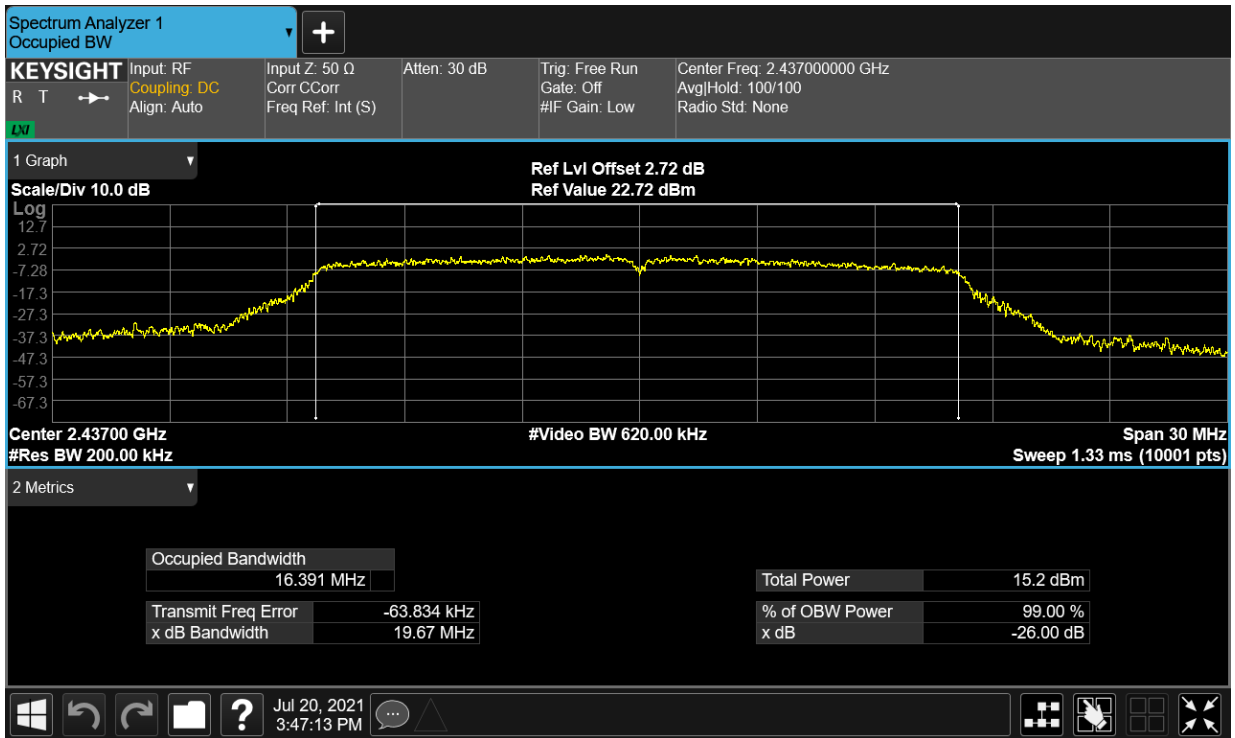 Spectrum Analyzer 1
Occupied BW
KEYSIGHT
R T
LXI
Input: RF
Coupling: DC
Align: Auto
Input Z: 50 Ω
Corr CCorr
Freq Ref: Int (S)
Atten: 30 dB
Trig: Free Run
Gate: Off
#IF Gain: Low
Center Freq: 2.437000000 GHz
Avg|Hold: 100/100
Radio Std: None
1 Graph
Scale/Div 10.0 dB
Ref Lvl Offset 2.72 dB
Ref Value 22.72 dBm
Log
12.7
2.72
-7.28
-17.3
-27.3
-37.3
-47.3
-57.3
-67.3
Center 2.43700 GHz
#Video BW 620.00 kHz
Span 30 MHz
#Res BW 200.00 kHz
Sweep 1.33 ms (10001 pts)
2 Metrics
Occupied Bandwidth
16.391 MHz
Total Power 15.2 dBm
Transmit Freq Error -63.834 kHz
% of OBW Power 99.00 %
x dB Bandwidth 19.67 MHz
x dB -26.00 dB
?
Jul 20, 2021
3:47:13 PM